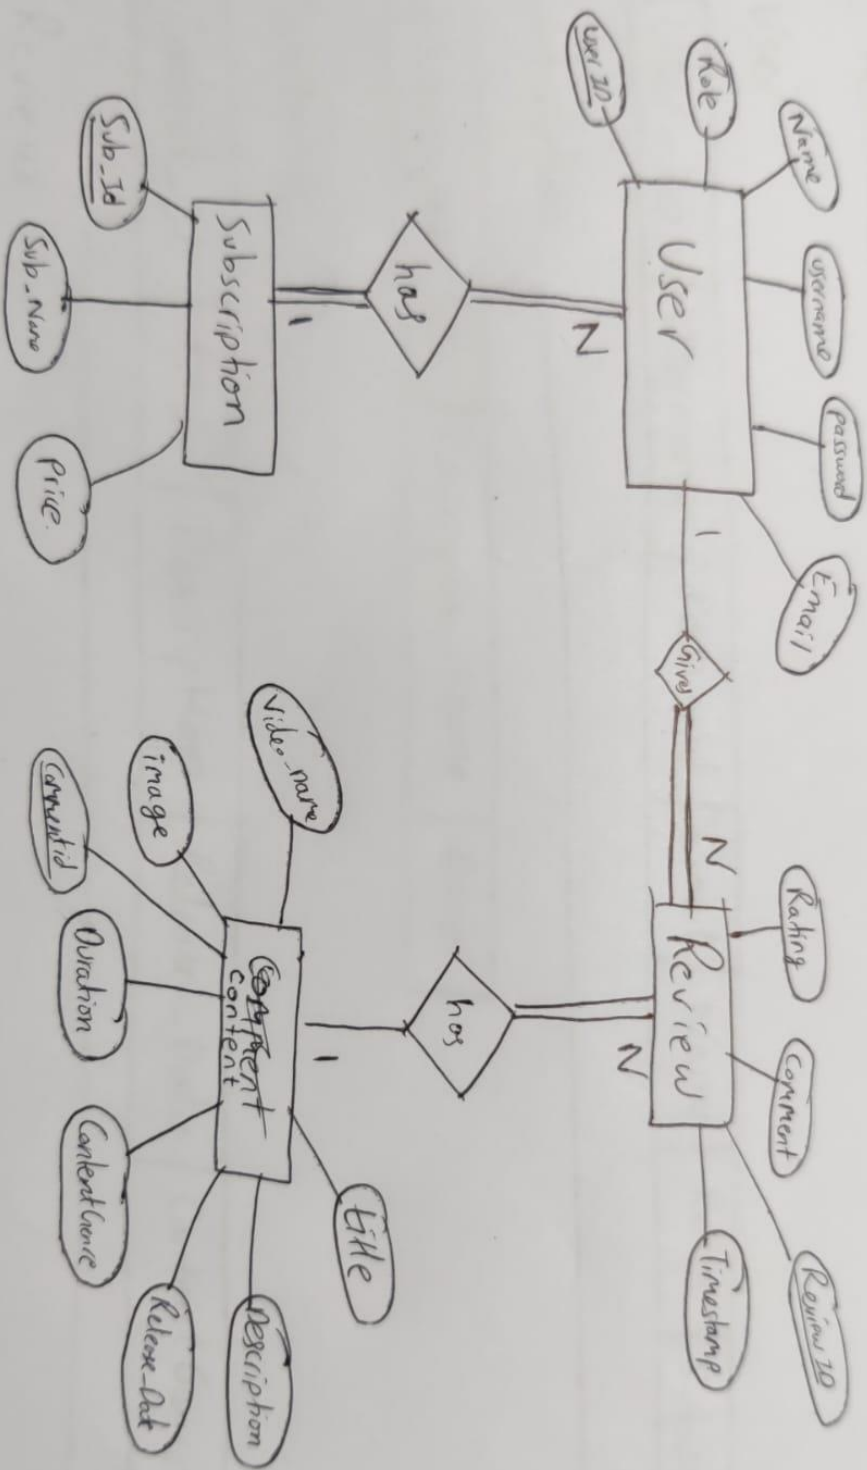 User ID
Role
Name
username
password
Email
User
N
has
1
Subscription
Sub_Id
Sub_Name
Price.
1
Gives
N
Review
Rating
Comment
Review ID
Timestamp
N
has
1
content
Video_name
image
Duration
ContentGenre
Release_Date
Description
title